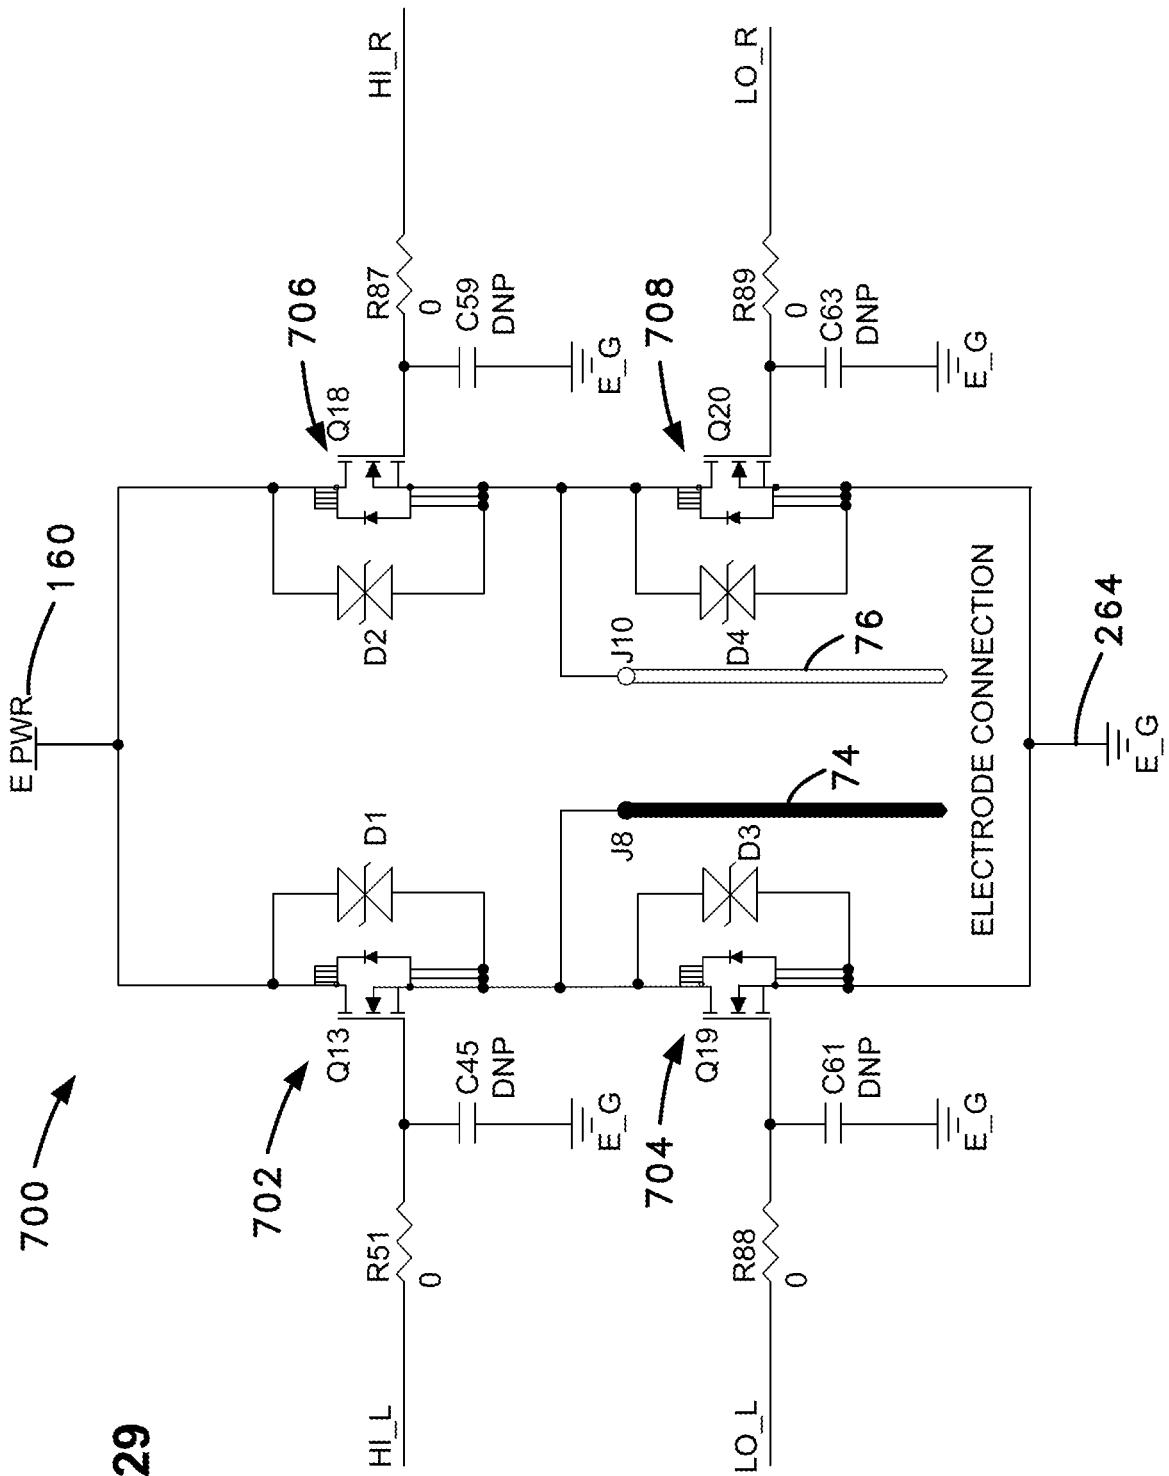 29
700
E_PWR
160
702
706
HI_L
R51
0
Q13
C45
DNP
E_G
D1
D2
Q18
R87
0
C59
DNP
E_G
HI_R
704
708
LO_L
R88
0
Q19
C61
DNP
E_G
J8
D3
74
J10
D4
76
Q20
R89
0
C63
DNP
E_G
LO_R
ELECTRODE CONNECTION
264
E_G